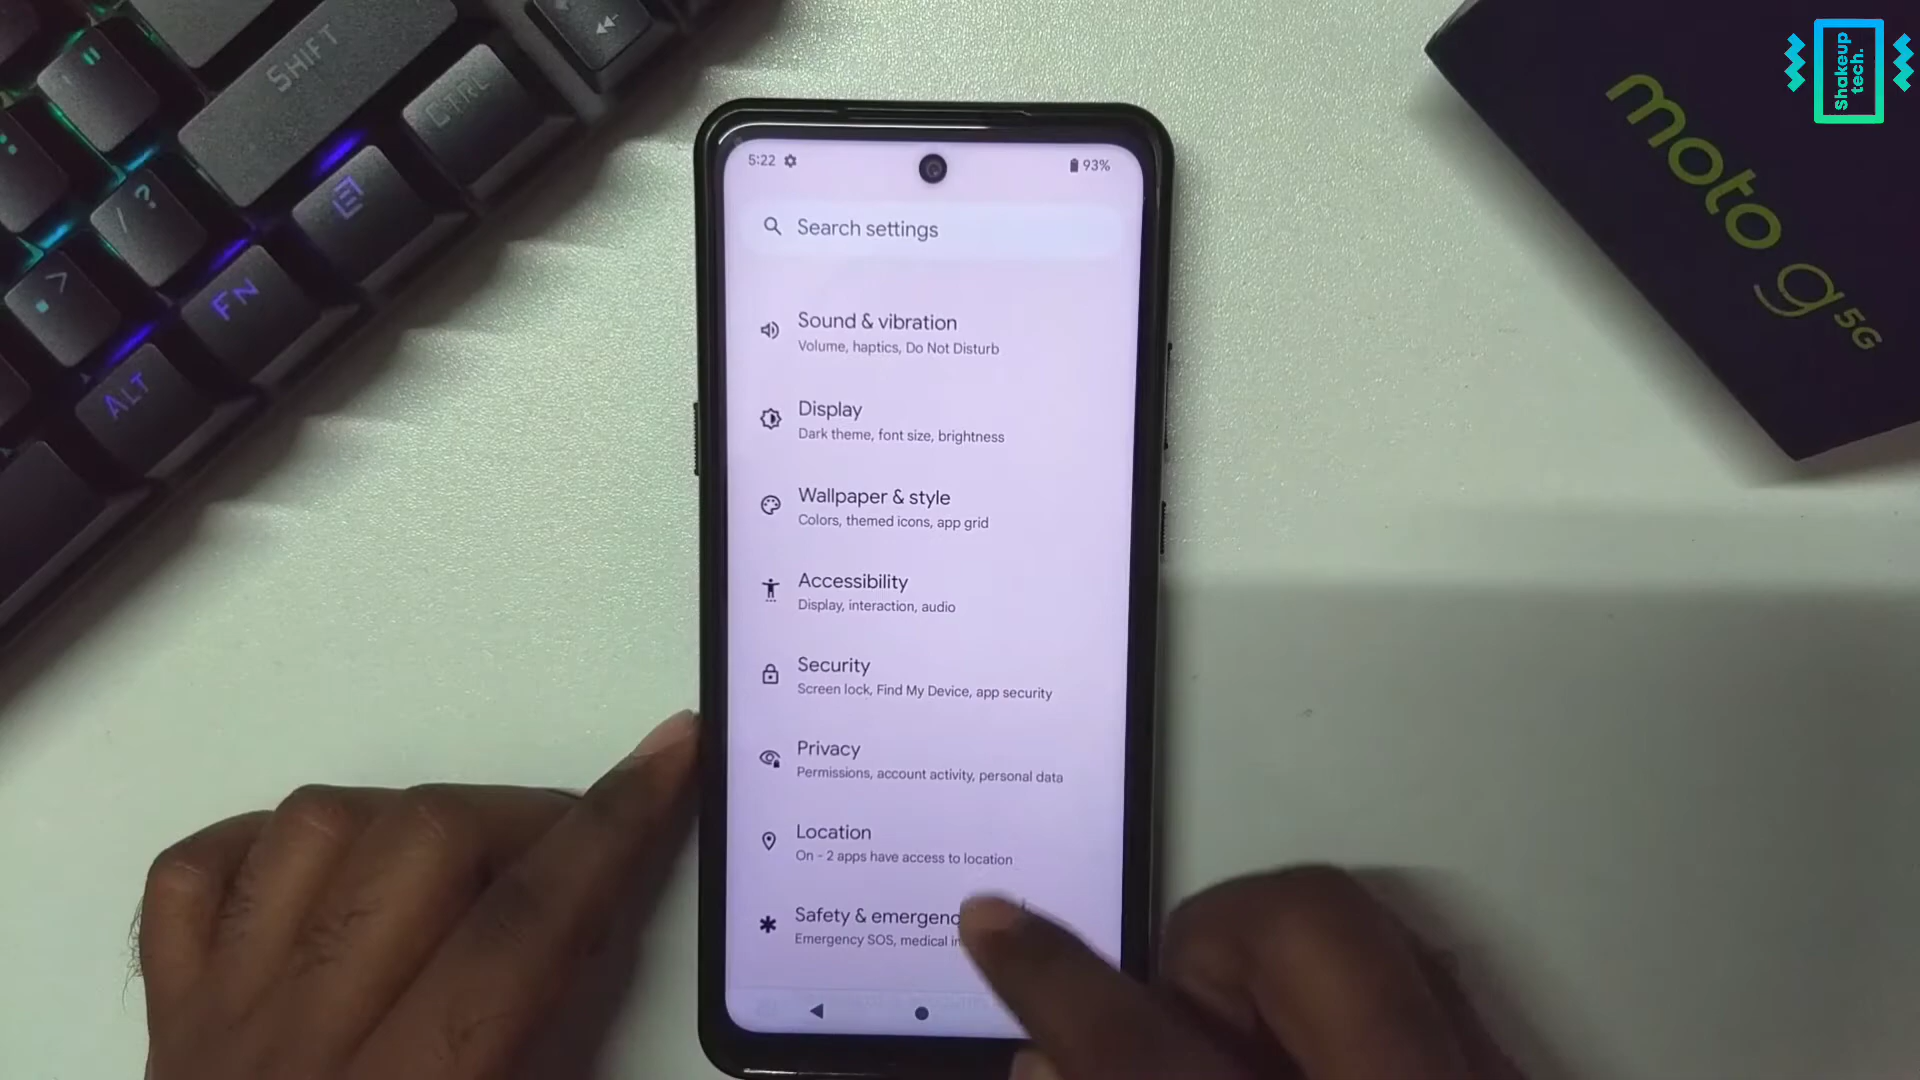 SHIFT
CTRL
FN
ALT
?
/
>
.
"
Shakeup
tech.
moto g 5G
5:22
93%
Search settings
Sound & vibration
Volume, haptics, Do Not Disturb
Display
Dark theme, font size, brightness
Wallpaper & style
Colors, themed icons, app grid
Accessibility
Display, interaction, audio
Security
Screen lock, Find My Device, app security
Privacy
Permissions, account activity, personal data
Location
On - 2 apps have access to location
Safety & emergenc
Emergency SOS, medical in